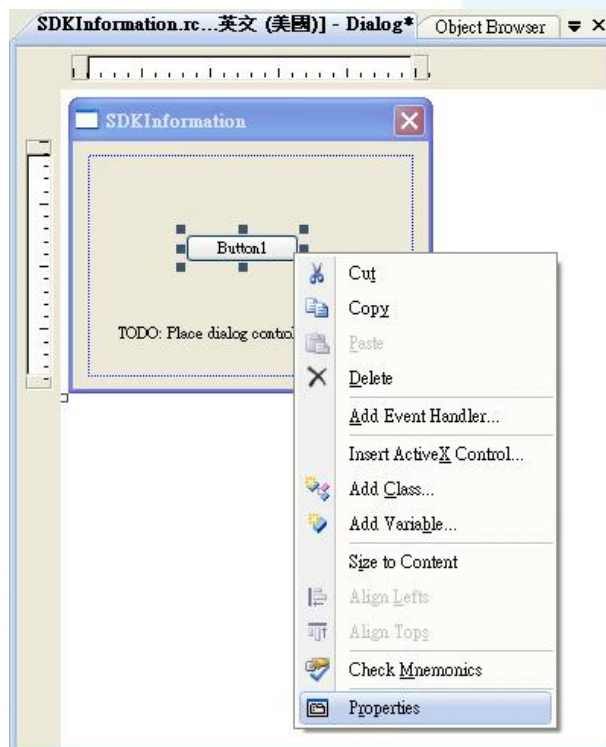 SDKInformation.rc...英文 (美國)] - Dialog* Object Browser
SDKInformation
Button1
TODO: Place dialog control
Cut
Copy
Paste
Delete
Add Event Handler...
Insert ActiveX Control...
Add Class...
Add Variable...
Size to Content
Align Lefts
Align Tops
Check Mnemonics
Properties